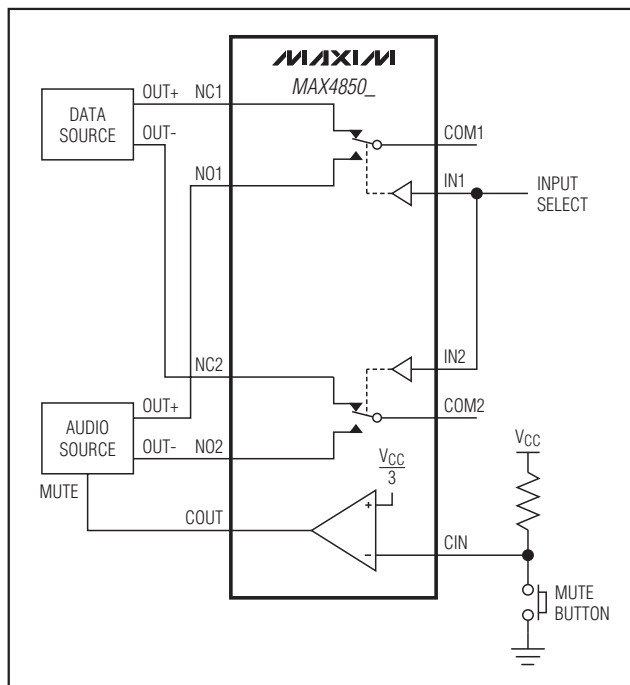 MAXIM
MAX4850_
DATA
SOURCE
OUT+
NC1
OUT-
COM1
NO1
IN1
INPUT
SELECT
IN2
NC2
COM2
AUDIO
SOURCE
OUT+
OUT-
NO2
MUTE
VCC
3
VCC
COUT
+
-
CIN
MUTE
BUTTON